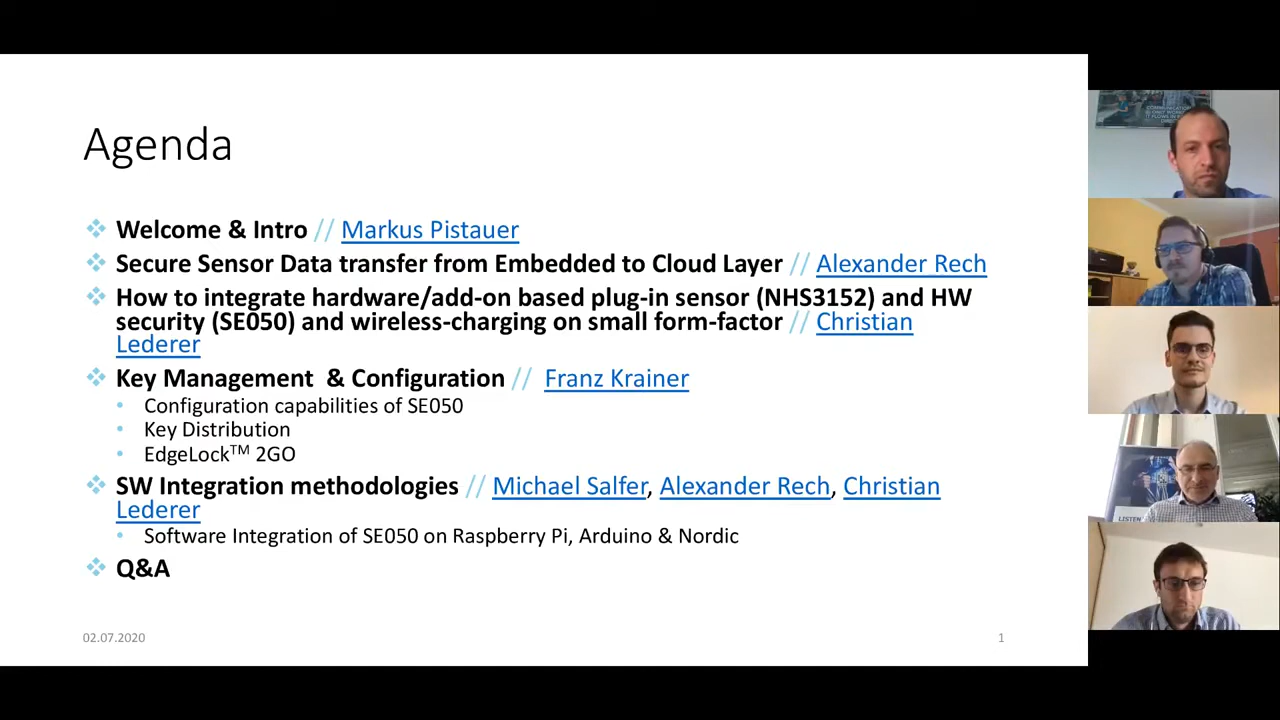 Agenda
Welcome & Intro // Markus Pistauer
Secure Sensor Data transfer from Embedded to Cloud Layer // Alexander Rech
How to integrate hardware/add-on based plug-in sensor (NHS3152) and HW
security (SE050) and wireless-charging on small form-factor // Christian
Lederer
Key Management & Configuration // Franz Krainer
• Configuration capabilities of SE050
• Key Distribution
• EdgeLock™ 2GO
SW Integration methodologies // Michael Salfer, Alexander Rech, Christian
Lederer
• Software Integration of SE050 on Raspberry Pi, Arduino & Nordic
Q&A
02.07.2020
1
LISTEN